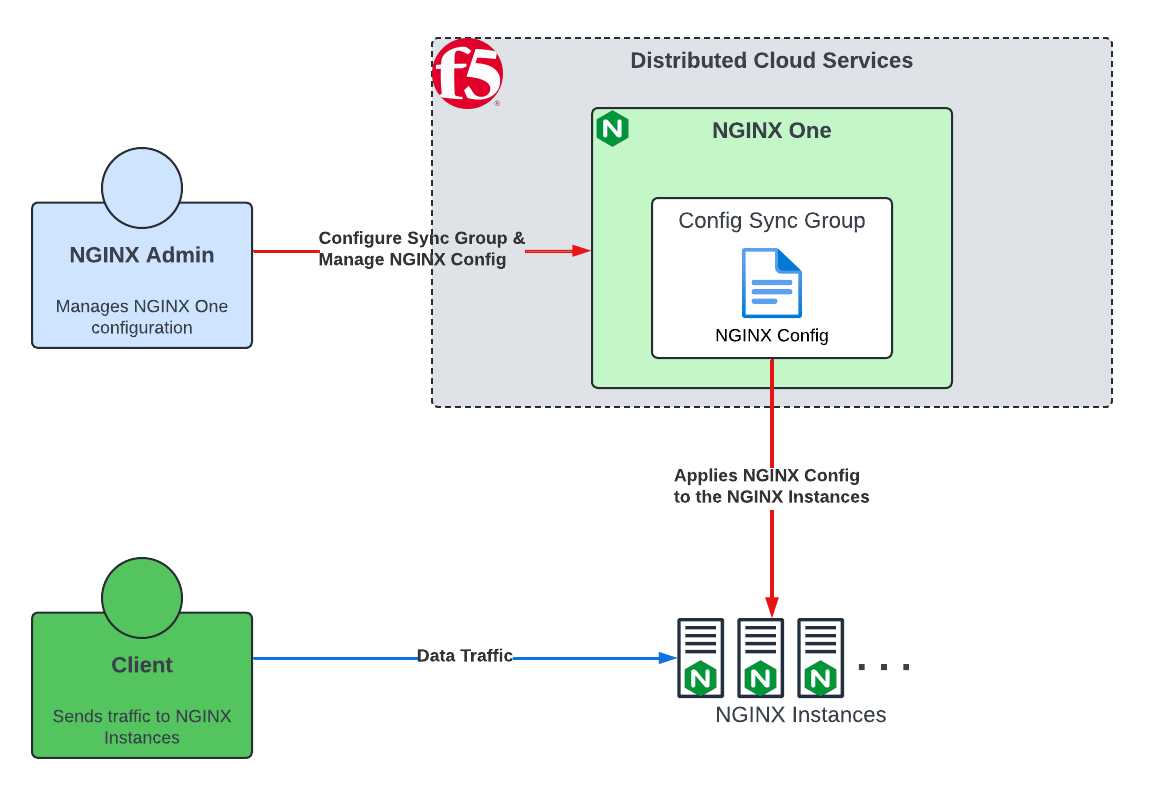 f5
Distributed Cloud Services
N
NGINX One
Config Sync Group
NGINX Config
NGINX Admin
Manages NGINX One
configuration
Configure Sync Group &
Manage NGINX Config
Applies NGINX Config
to the NGINX Instances
Client
Sends traffic to NGINX
Instances
Data Traffic
N N N ...
NGINX Instances